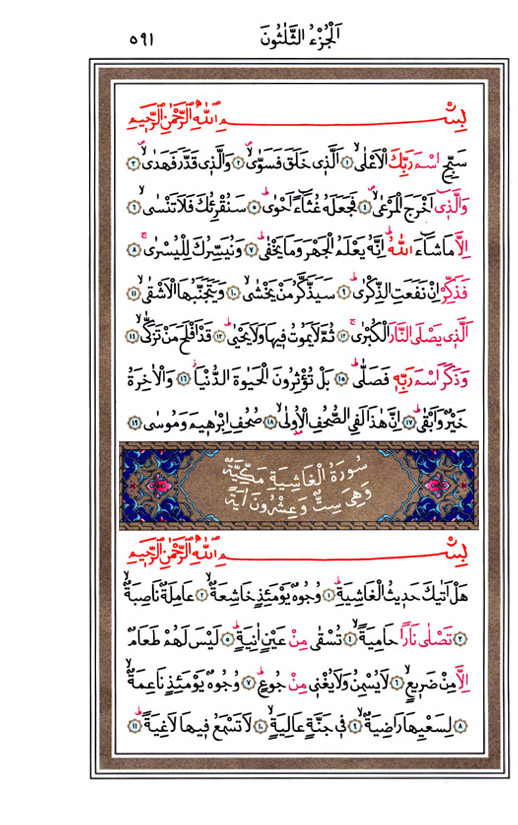 اَلْجُزْءُ الثَّلٰثُونَ ٥٩١
بِسْمِ اللّٰهِ الرَّحْمٰنِ الرَّحٖيمِ
سَبِّحِ اسْمَ رَبِّكَ الْاَعْلٰىۙ ﴿١﴾ اَلَّذٖى خَلَقَ فَسَوّٰىۙ ﴿٢﴾ وَالَّذٖى قَدَّرَ فَهَدٰىۙ ﴿٣﴾
وَالَّذٖٓى اَخْرَجَ الْمَرْعٰىۙ ﴿٤﴾ فَجَعَلَهُ غُثَٓاءً اَحْوٰىۜ ﴿٥﴾ سَنُقْرِئُكَ فَلَا تَنْسٰىۙ ﴿٦﴾
اِلَّا مَا شَٓاءَ اللّٰهُۜ اِنَّهُ يَعْلَمُ الْجَهْرَ وَمَا يَخْفٰىۜ ﴿٧﴾ وَنُيَسِّرُكَ لِلْيُسْرٰىۚ ﴿٨﴾
فَذَكِّرْ اِنْ نَفَعَتِ الذِّكْرٰىۜ ﴿٩﴾ سَيَذَّكَّرُ مَنْ يَخْشٰىۙ ﴿١٠﴾ وَيَتَجَنَّبُهَا الْاَشْقٰىۙ ﴿١١﴾
اَلَّذٖى يَصْلَى النَّارَ الْكُبْرٰىۚ ﴿١٢﴾ ثُمَّ لَا يَمُوتُ فٖيهَا وَلَا يَحْيٰىۜ ﴿١٣﴾ قَدْ اَفْلَحَ مَنْ تَزَكّٰىۙ ﴿١٤﴾
وَذَكَرَ اسْمَ رَبِّهٖ فَصَلّٰىۜ ﴿١٥﴾ بَلْ تُؤْثِرُونَ الْحَيٰوةَ الدُّنْيَاۘ ﴿١٦﴾ وَالْاٰخِرَةُ
خَيْرٌ وَاَبْقٰىۜ ﴿١٧﴾ اِنَّ هٰذَا لَفِى الصُّحُفِ الْاُولٰىۙ ﴿١٨﴾ صُحُفِ اِبْرٰهٖيمَ وَمُوسٰى ﴿١٩﴾
سُورَةُ الْغَاشِيَةِ مَكِّيَّةٌ
وَهِىَ سِتٌّ وَعِشْرُونَ اٰيَةً
بِسْمِ اللّٰهِ الرَّحْمٰنِ الرَّحٖيمِ
هَلْ اَتٰيكَ حَدٖيثُ الْغَاشِيَةِۜ ﴿١﴾ وُجُوهٌ يَوْمَئِذٍ خَاشِعَةٌۙ ﴿٢﴾ عَامِلَةٌ نَاصِبَةٌۙ
﴿٣﴾ تَصْلٰى نَارًا حَامِيَةًۙ ﴿٤﴾ تُسْقٰى مِنْ عَيْنٍ اٰنِيَةٍۜ ﴿٥﴾ لَيْسَ لَهُمْ طَعَامٌ
اِلَّا مِنْ ضَرٖيعٍۙ ﴿٦﴾ لَا يُسْمِنُ وَلَا يُغْنٖى مِنْ جُوعٍۜ ﴿٧﴾ وُجُوهٌ يَوْمَئِذٍ نَاعِمَةٌۙ
﴿٨﴾ لِسَعْيِهَا رَاضِيَةٌۙ ﴿٩﴾ فٖى جَنَّةٍ عَالِيَةٍۙ ﴿١٠﴾ لَا تَسْمَعُ فٖيهَا لَاغِيَةًۜ ﴿١١﴾